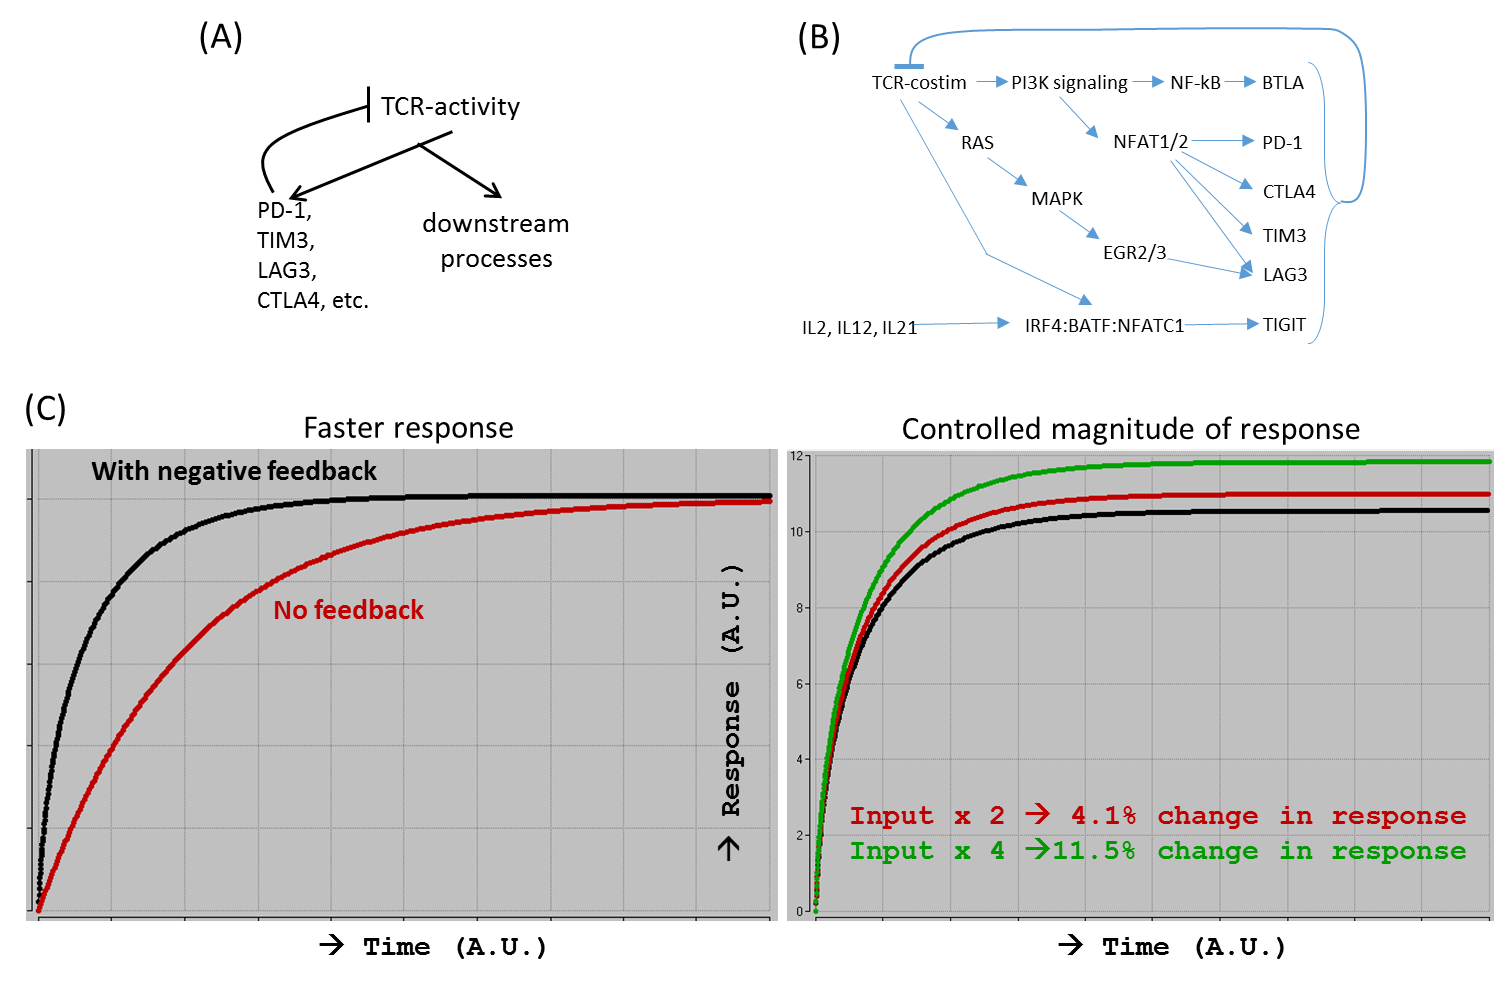 (A)
TCR-activity
PD-1,
TIM3,
LAG3,
CTLA4, etc.
downstream
processes
(B)
TCR-costim
PI3K signaling
NF-kB
BTLA
RAS
NFAT1/2
PD-1
MAPK
CTLA4
TIM3
EGR2/3
LAG3
IL2, IL12, IL21
IRF4:BATF:NFATC1
TIGIT
(C)
Faster response
With negative feedback
No feedback
→ Time (A.U.)
→ Response (A.U.)
Controlled magnitude of response
12
10
8
6
4
2
0
Input x 2 → 4.1% change in response
Input x 4 →11.5% change in response
→ Time (A.U.)